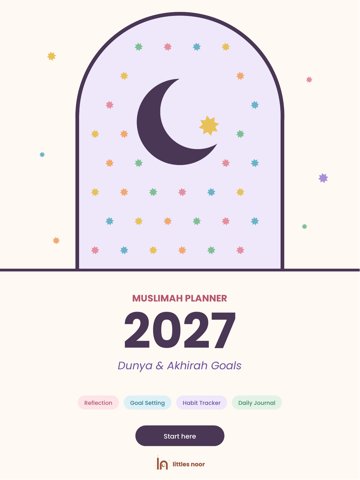 MUSLIMAH PLANNER
2027
Dunya & Akhirah Goals
Reflection Goal Setting Habit Tracker Daily Journal
Start here
littles noor